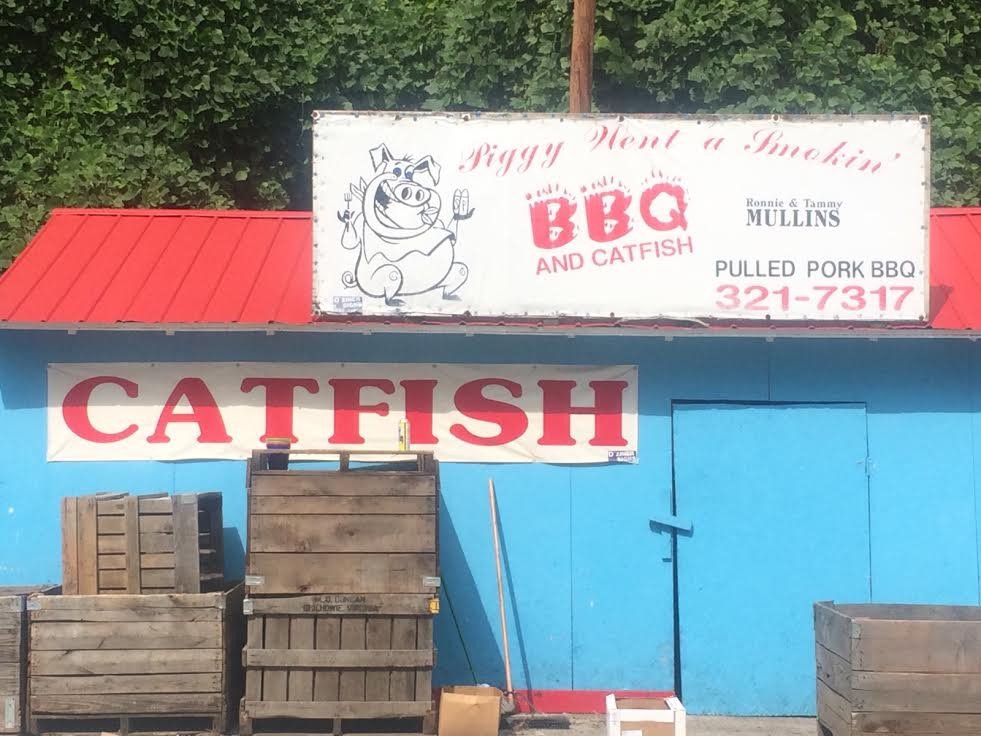 Piggy Went a Smokin'
BBQ
AND CATFISH
Ronnie & Tammy
MULLINS
PULLED PORK BBQ
321-7317
CATFISH